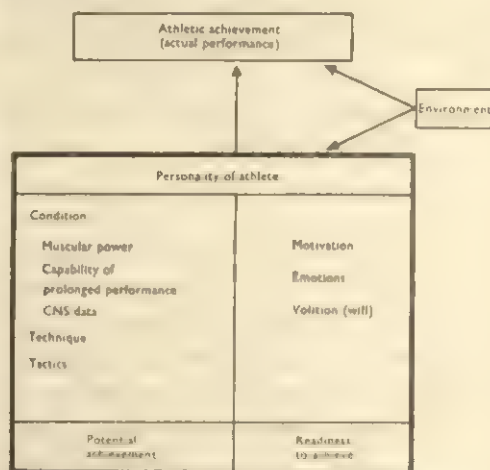 Athletic achievement
(actual performance)
Environment
Personality of athlete
Condition
Muscular power
Capability of
prolonged performance
CNS data
Technique
Tactics
Motivation
Emotions
Volition (will)
Potential
achievement
Readiness
to achieve